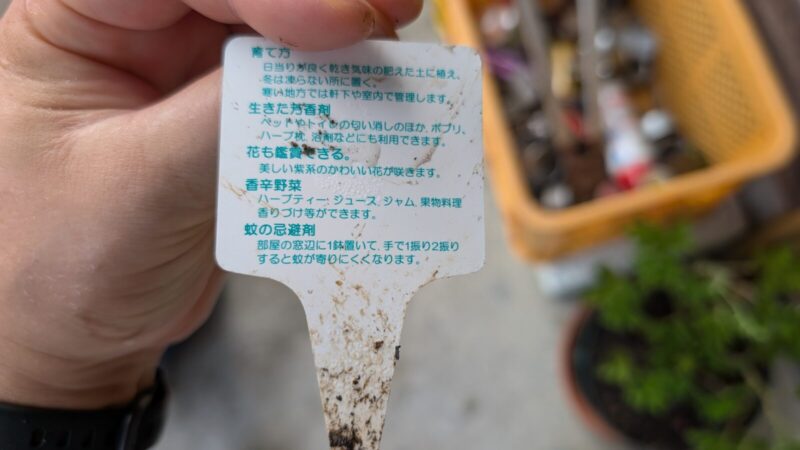 育て方
日当りが良く乾き気味の肥えた土に植え、
冬は凍らない所に置く。
寒い地方では軒下や室内で管理します。
生きた芳香剤
ペットやトイレの匂い消しのほか、ポプリ、
ハーブ枕、浴剤などにも利用できます。
花も鑑賞できる。
美しい紫系のかわいい花が咲きます。
香辛野菜
ハーブティー、ジュース、ジャム、果物料理
香りづけ等ができます。
蚊の忌避剤
部屋の窓辺に1鉢置いて、手で1振り2振り
すると蚊が寄りにくくなります。